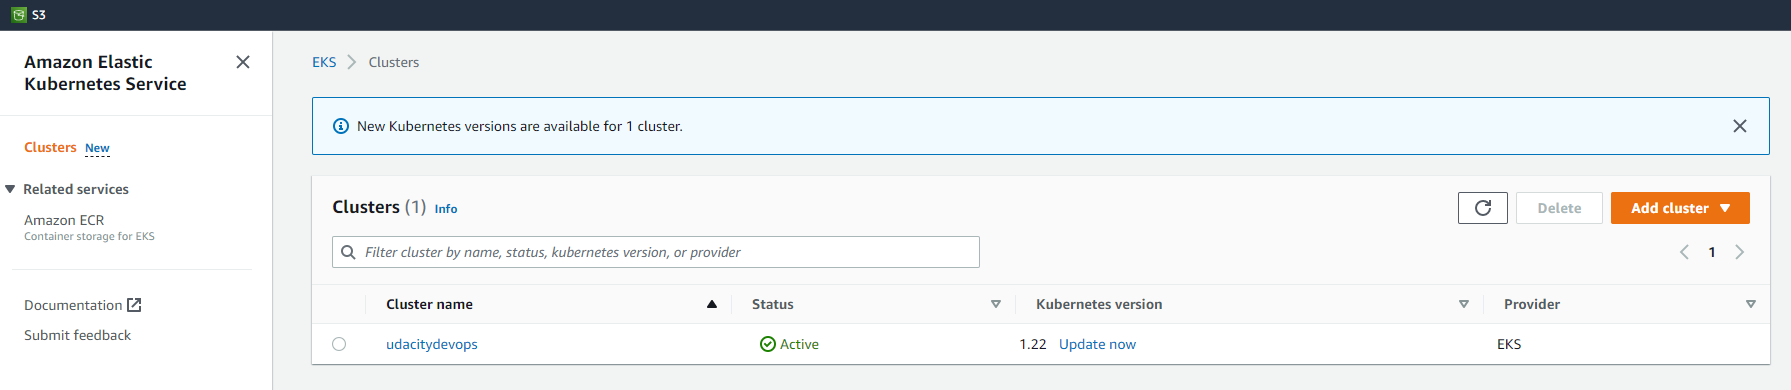 S3
Amazon Elastic
Kubernetes Service
Clusters New
Related services
Amazon ECR
Container storage for EKS
Documentation
Submit feedback
EKS Clusters
New Kubernetes versions are available for 1 cluster.
Clusters (1) Info
Delete
Add cluster
Filter cluster by name, status, kubernetes version, or provider
1
Cluster name Status Kubernetes version Provider
udacitydevops Active 1.22 Update now EKS